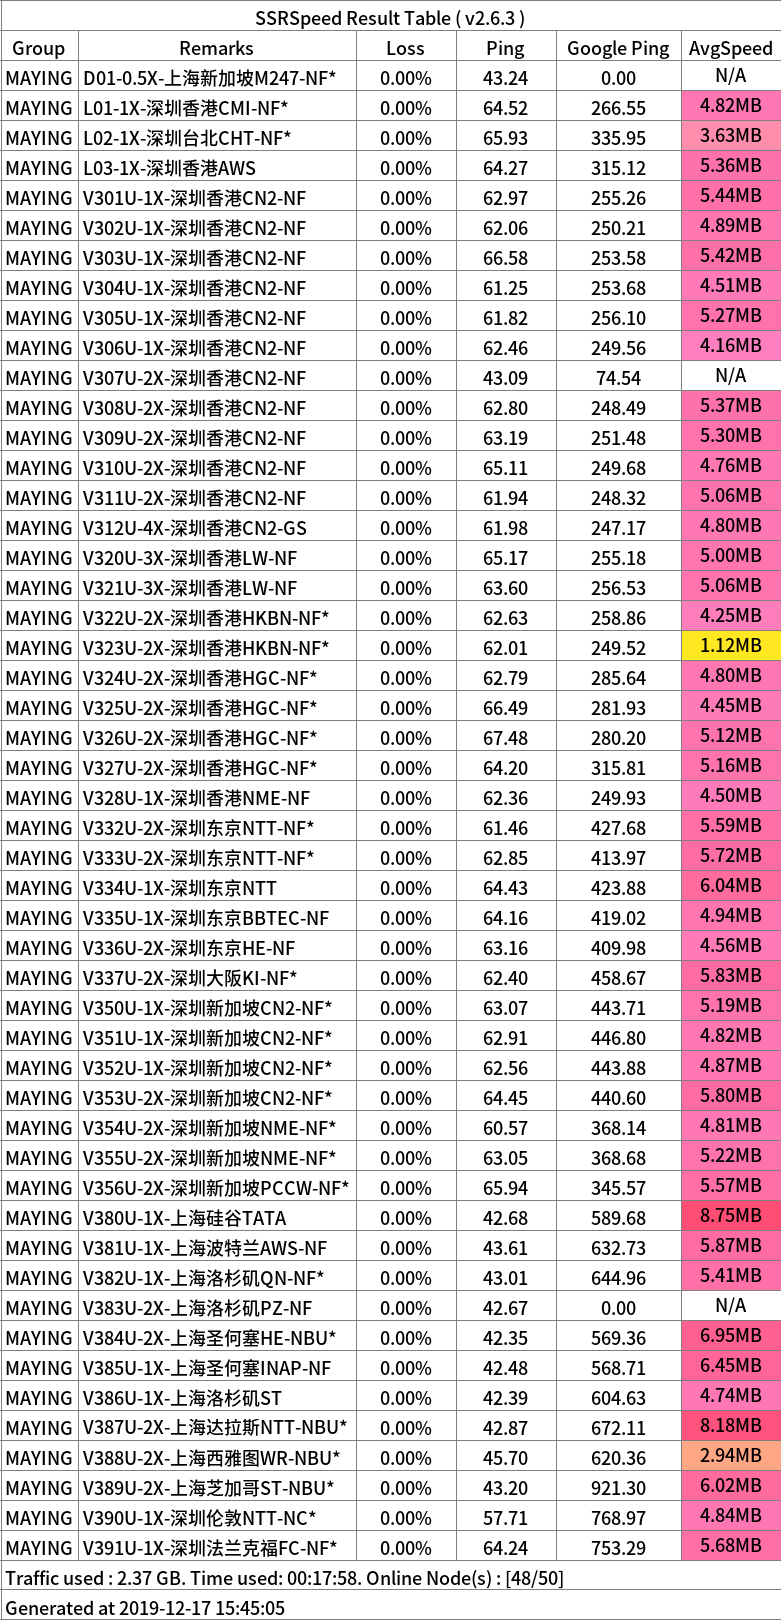 SSRSpeed Result Table ( v2.6.3 )
Group Remarks Loss Ping Google Ping AvgSpeed
MAYING D01-0.5X-上海新加坡M247-NF* 0.00% 43.24 0.00 N/A
MAYING L01-1X-深圳香港CMI-NF* 0.00% 64.52 266.55 4.82MB
MAYING L02-1X-深圳台北CHT-NF* 0.00% 65.93 335.95 3.63MB
MAYING L03-1X-深圳香港AWS 0.00% 64.27 315.12 5.36MB
MAYING V301U-1X-深圳香港CN2-NF 0.00% 62.97 255.26 5.44MB
MAYING V302U-1X-深圳香港CN2-NF 0.00% 62.06 250.21 4.89MB
MAYING V303U-1X-深圳香港CN2-NF 0.00% 66.58 253.58 5.42MB
MAYING V304U-1X-深圳香港CN2-NF 0.00% 61.25 253.68 4.51MB
MAYING V305U-1X-深圳香港CN2-NF 0.00% 61.82 256.10 5.27MB
MAYING V306U-1X-深圳香港CN2-NF 0.00% 62.46 249.56 4.16MB
MAYING V307U-2X-深圳香港CN2-NF 0.00% 43.09 74.54 N/A
MAYING V308U-2X-深圳香港CN2-NF 0.00% 62.80 248.49 5.37MB
MAYING V309U-2X-深圳香港CN2-NF 0.00% 63.19 251.48 5.30MB
MAYING V310U-2X-深圳香港CN2-NF 0.00% 65.11 249.68 4.76MB
MAYING V311U-2X-深圳香港CN2-NF 0.00% 61.94 248.32 5.06MB
MAYING V312U-4X-深圳香港CN2-GS 0.00% 61.98 247.17 4.80MB
MAYING V320U-3X-深圳香港LW-NF 0.00% 65.17 255.18 5.00MB
MAYING V321U-3X-深圳香港LW-NF 0.00% 63.60 256.53 5.06MB
MAYING V322U-2X-深圳香港HKBN-NF* 0.00% 62.63 258.86 4.25MB
MAYING V323U-2X-深圳香港HKBN-NF* 0.00% 62.01 249.52 1.12MB
MAYING V324U-2X-深圳香港HGC-NF* 0.00% 62.79 285.64 4.80MB
MAYING V325U-2X-深圳香港HGC-NF* 0.00% 66.49 281.93 4.45MB
MAYING V326U-2X-深圳香港HGC-NF* 0.00% 67.48 280.20 5.12MB
MAYING V327U-2X-深圳香港HGC-NF* 0.00% 64.20 315.81 5.16MB
MAYING V328U-1X-深圳香港NME-NF 0.00% 62.36 249.93 4.50MB
MAYING V332U-2X-深圳东京NTT-NF* 0.00% 61.46 427.68 5.59MB
MAYING V333U-2X-深圳东京NTT-NF* 0.00% 62.85 413.97 5.72MB
MAYING V334U-1X-深圳东京NTT 0.00% 64.43 423.88 6.04MB
MAYING V335U-1X-深圳东京BBTEC-NF 0.00% 64.16 419.02 4.94MB
MAYING V336U-2X-深圳东京HE-NF 0.00% 63.16 409.98 4.56MB
MAYING V337U-2X-深圳大阪KI-NF* 0.00% 62.40 458.67 5.83MB
MAYING V350U-1X-深圳新加坡CN2-NF* 0.00% 63.07 443.71 5.19MB
MAYING V351U-1X-深圳新加坡CN2-NF* 0.00% 62.91 446.80 4.82MB
MAYING V352U-1X-深圳新加坡CN2-NF* 0.00% 62.56 443.88 4.87MB
MAYING V353U-2X-深圳新加坡CN2-NF* 0.00% 64.45 440.60 5.80MB
MAYING V354U-2X-深圳新加坡NME-NF* 0.00% 60.57 368.14 4.81MB
MAYING V355U-2X-深圳新加坡NME-NF* 0.00% 63.05 368.68 5.22MB
MAYING V356U-2X-深圳新加坡PCCW-NF* 0.00% 65.94 345.57 5.57MB
MAYING V380U-1X-上海硅谷TATA 0.00% 42.68 589.68 8.75MB
MAYING V381U-1X-上海波特兰AWS-NF 0.00% 43.61 632.73 5.87MB
MAYING V382U-1X-上海洛杉矶QN-NF* 0.00% 43.01 644.96 5.41MB
MAYING V383U-2X-上海洛杉矶PZ-NF 0.00% 42.67 0.00 N/A
MAYING V384U-2X-上海圣何塞HE-NBU* 0.00% 42.35 569.36 6.95MB
MAYING V385U-1X-上海圣何塞INAP-NF 0.00% 42.48 568.71 6.45MB
MAYING V386U-1X-上海洛杉矶ST 0.00% 42.39 604.63 4.74MB
MAYING V387U-2X-上海达拉斯NTT-NBU* 0.00% 42.87 672.11 8.18MB
MAYING V388U-2X-上海西雅图WR-NBU* 0.00% 45.70 620.36 2.94MB
MAYING V389U-2X-上海芝加哥ST-NBU* 0.00% 43.20 921.30 6.02MB
MAYING V390U-1X-深圳伦敦NTT-NC* 0.00% 57.71 768.97 4.84MB
MAYING V391U-1X-深圳法兰克福FC-NF* 0.00% 64.24 753.29 5.68MB
Traffic used : 2.37 GB. Time used: 00:17:58. Online Node(s) : [48/50]
Generated at 2019-12-17 15:45:05